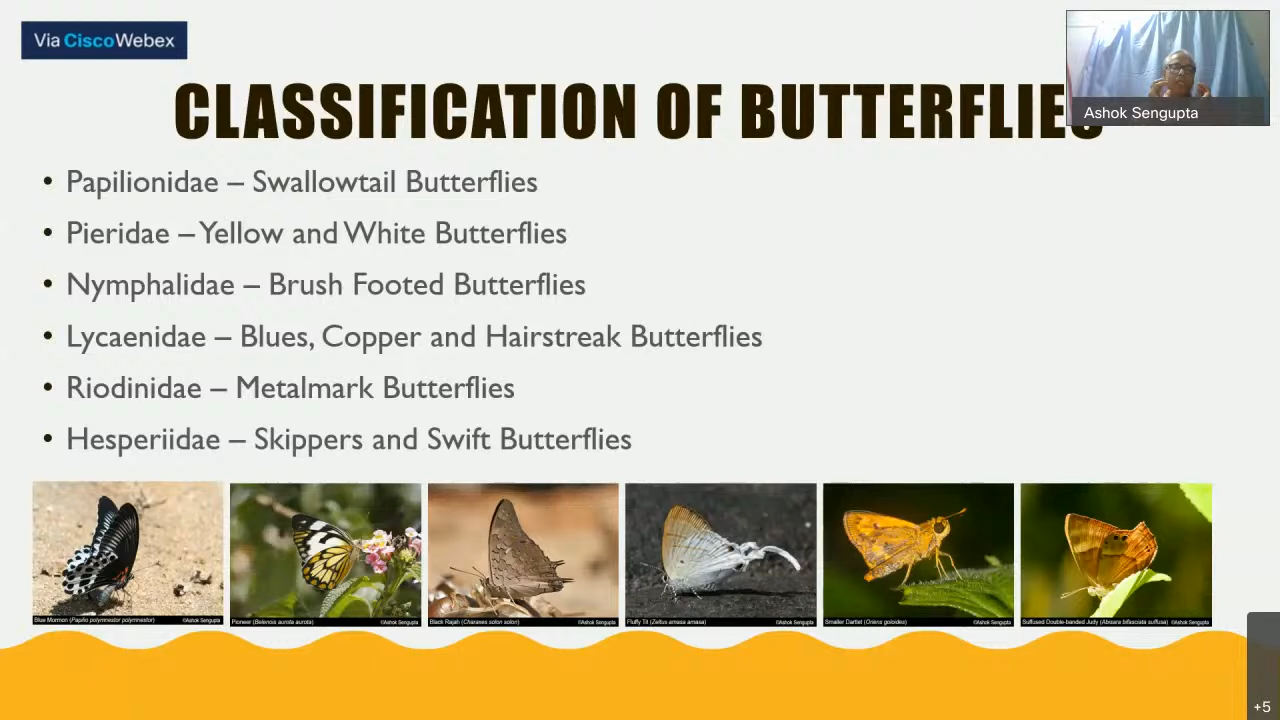 Via CiscoWebex
CLASSIFICATION OF BUTTERFLIES
Ashok Sengupta
• Papilionidae – Swallowtail Butterflies
• Pieridae – Yellow and White Butterflies
• Nymphalidae – Brush Footed Butterflies
• Lycaenidae – Blues, Copper and Hairstreak Butterflies
• Riodinidae – Metalmark Butterflies
• Hesperiidae – Skippers and Swift Butterflies
Blue Mormon (Papilio polymnestor polymnestor) ©Ashok Sengupta
Pioneer (Belenois aurota aurota) ©Ashok Sengupta
Black Rajah (Charaxes solon solon) ©Ashok Sengupta
Fluffy Tit (Zeltus amasa amasa) ©Ashok Sengupta
Smaller Dartlet (Oriens goloides) ©Ashok Sengupta
Suffused Double-banded Judy (Abisara bifasciata suffusa) ©Ashok Sengupta
+5